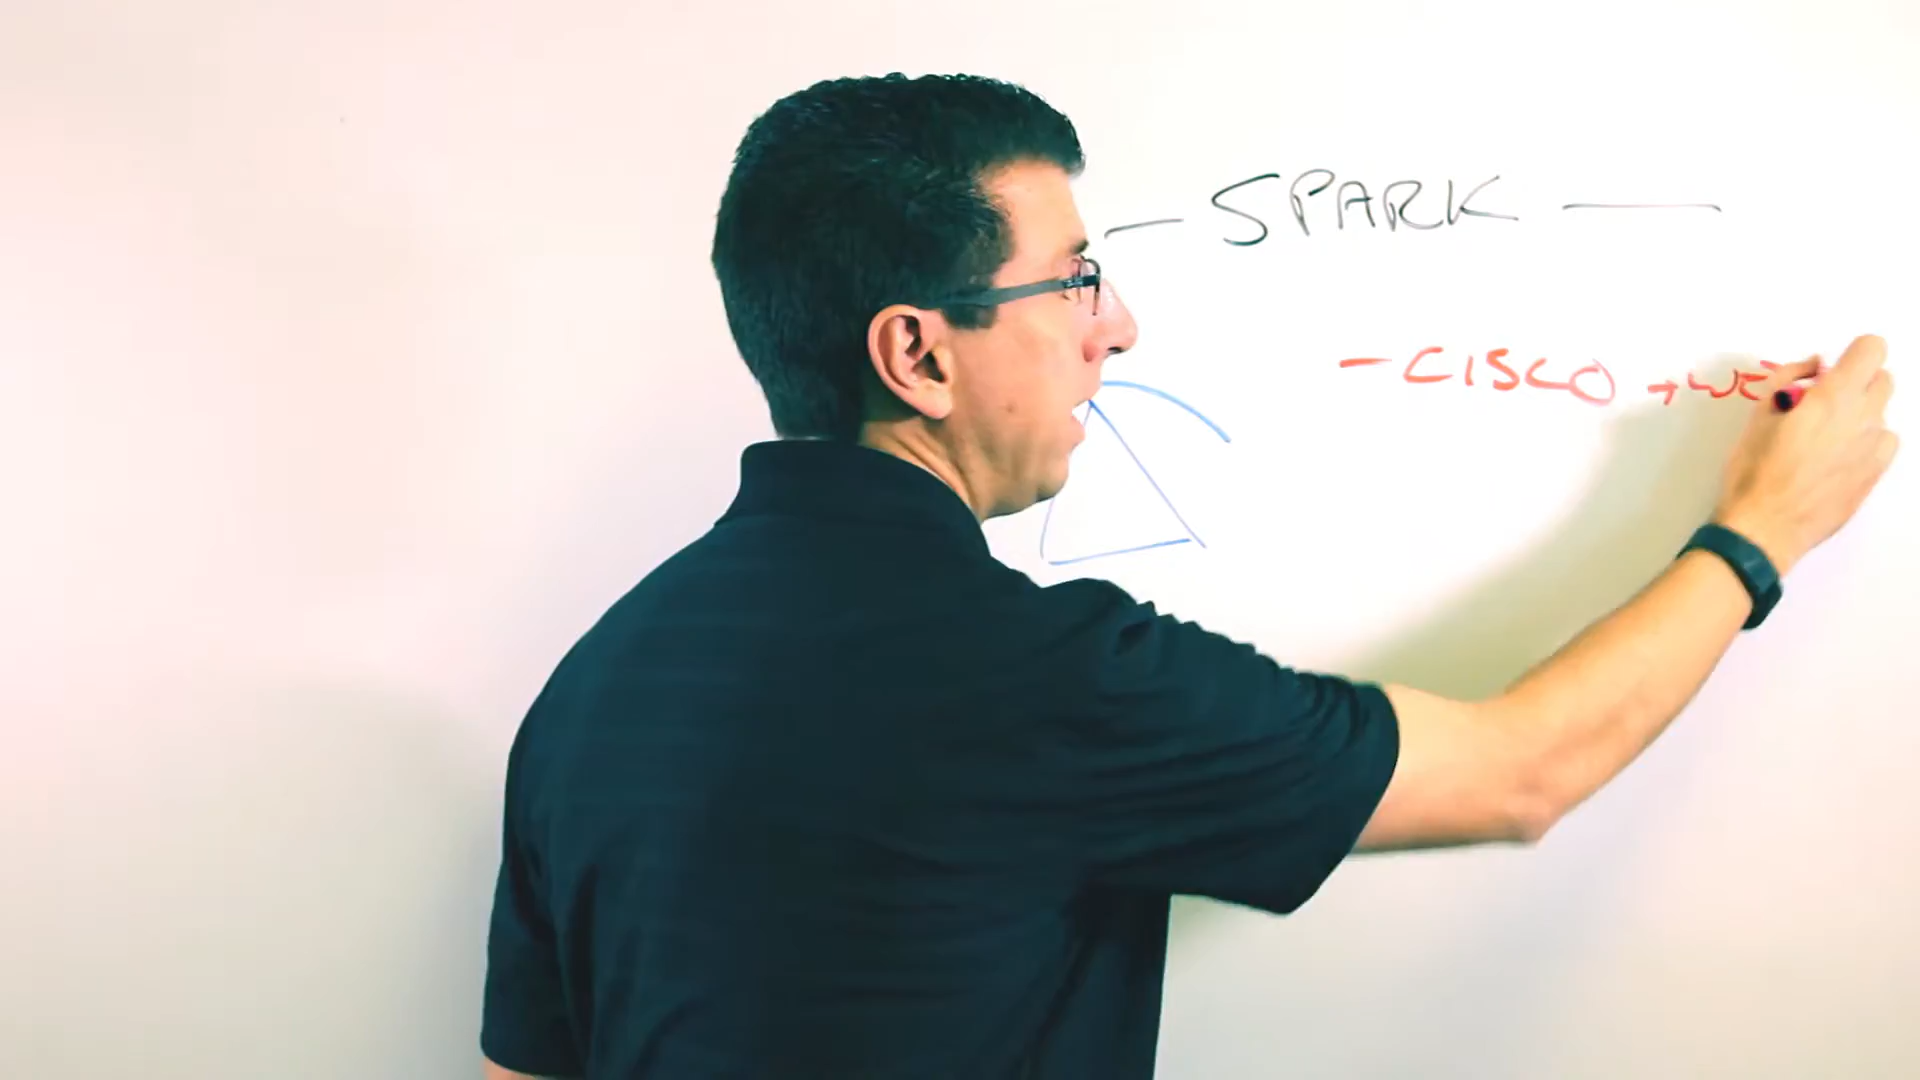 — SPARK —
- CISCO + WE